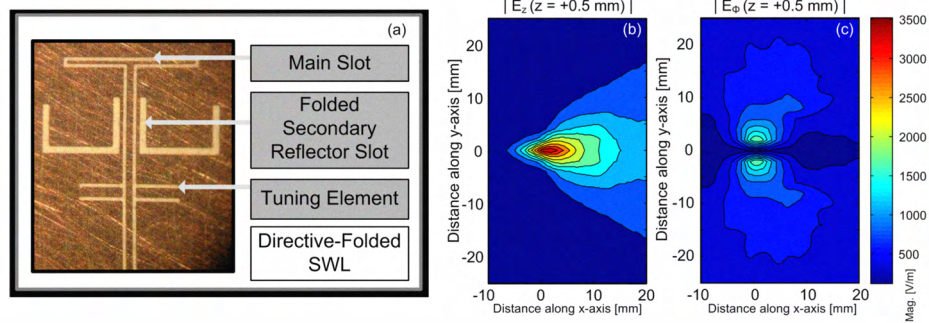 (a)
Main Slot
Folded
Secondary
Reflector Slot
Tuning Element
Directive-Folded
SWL
| E_z (z = +0.5 mm) |
(b)
Distance along y-axis [mm]
20
10
0
-10
-20
-10 0 10 20
Distance along x-axis [mm]
| E_Φ (z = +0.5 mm) |
(c)
Distance along y-axis [mm]
20
10
0
-10
-20
-10 0 10 20
Distance along x-axis [mm]
3500
3000
2500
2000
1500
1000
500
Mag. [V/m]